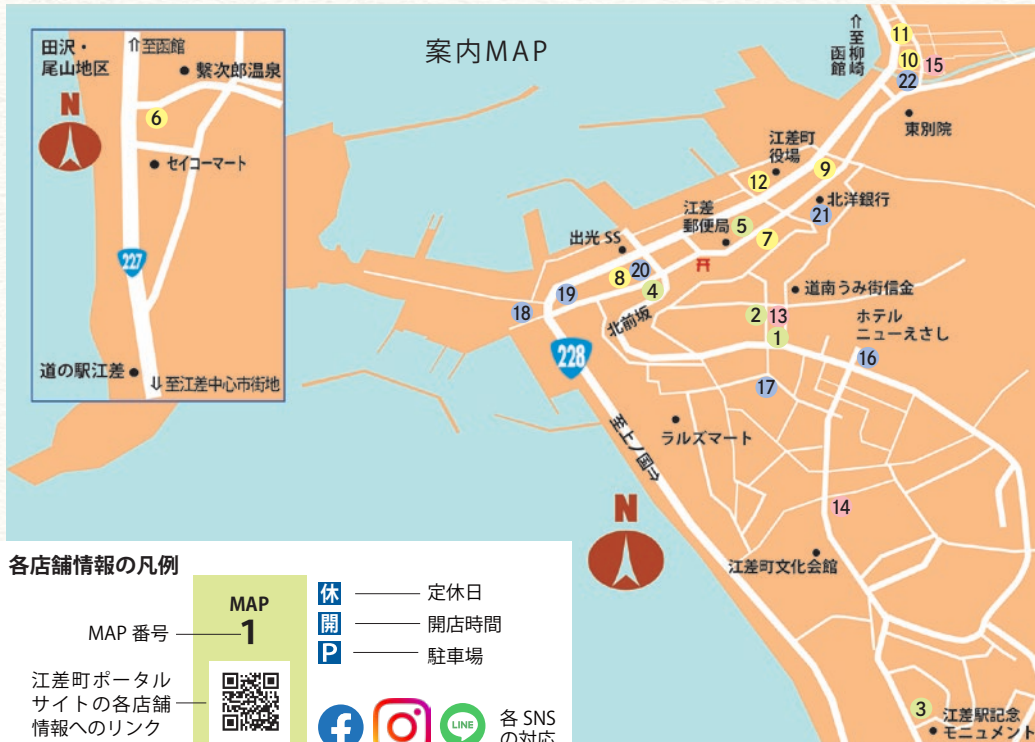 案内MAP
田沢・
尾山地区
⇧至函館
繫次郎温泉
N
6
セイコーマート
227
道の駅江差
⇩至江差中心市街地
⇧至柳崎
函館
11
10
15
22
東別院
江差町
役場
12
9
北洋銀行
21
江差
郵便局
5
7
出光 SS
8
20
4
19
18
北前坂
228
道南うみ街信金
2
13
1
ホテル
ニューえさし
16
17
ラルズマート
至上ノ国⇨
N
14
江差町文化会館
3
江差駅記念
モニュメント
各店舗情報の凡例
MAP 番号
MAP
1
江差町ポータル
サイトの各店舗
情報へのリンク
休 定休日
開 開店時間
P 駐車場
LINE
各 SNS
の対応